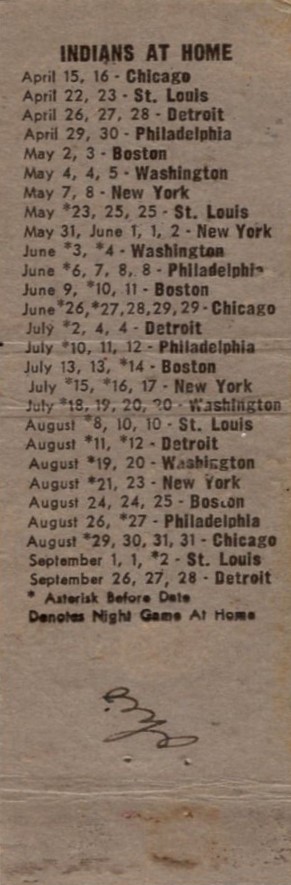 INDIANS AT HOME
April 15, 16 - Chicago
April 22, 23 - St. Louis
April 26, 27, 28 - Detroit
April 29, 30 - Philadelphia
May 2, 3 - Boston
May 4, 4, 5 - Washington
May 7, 8 - New York
May *23, 25, 25 - St. Louis
May 31, June 1, 1, 2 - New York
June *3, *4 - Washington
June *6, 7, 8, 8 - Philadelphia
June 9, *10, 11 - Boston
June *26, *27, 28, 29, 29 - Chicago
July *2, 4, 4 - Detroit
July *10, 11, 12 - Philadelphia
July 13, 13, *14 - Boston
July *15, *16, 17 - New York
July *18, 19, 20, 20 - Washington
August *8, 10, 10 - St. Louis
August *11, *12 - Detroit
August *19, 20 - Washington
August *21, 23 - New York
August 24, 24, 25 - Boston
August 26, *27 - Philadelphia
August *29, 30, 31, 31 - Chicago
September 1, 1, *2 - St. Louis
September 26, 27, 28 - Detroit
* Asterisk Before Date
Denotes Night Game At Home